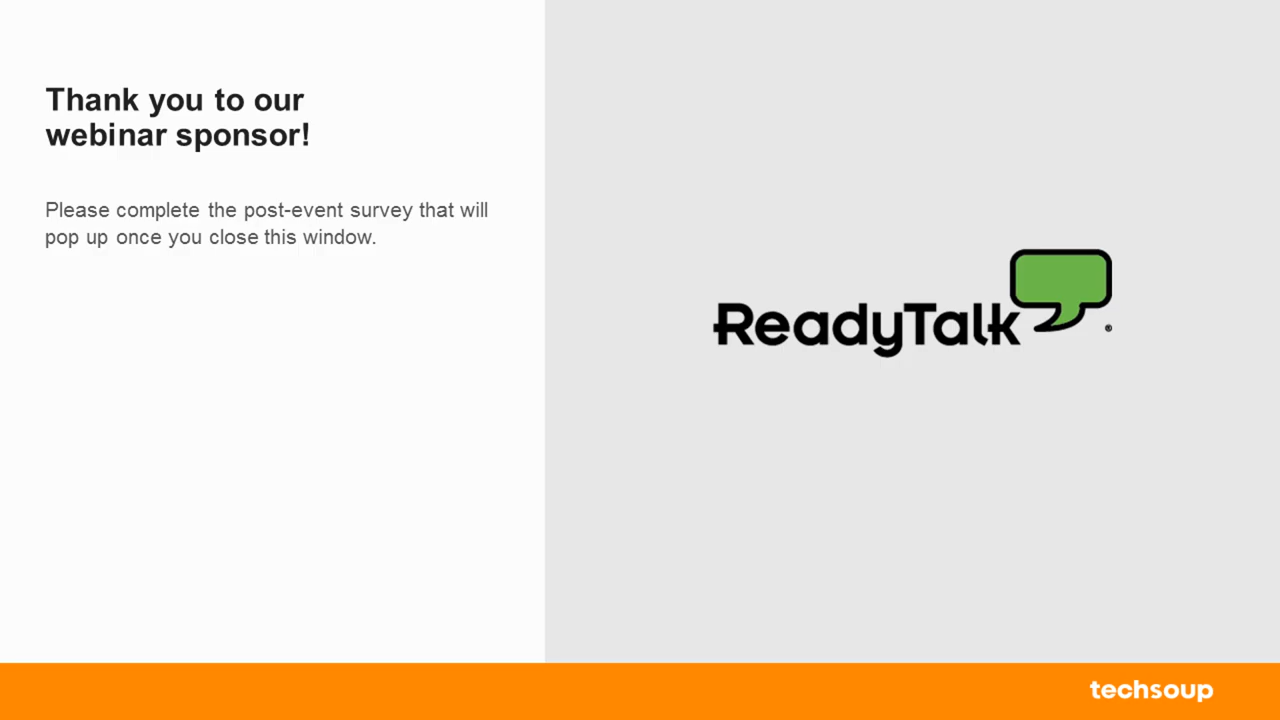 Thank you to our
webinar sponsor!
Please complete the post-event survey that will
pop up once you close this window.
ReadyTalk
®
techsoup